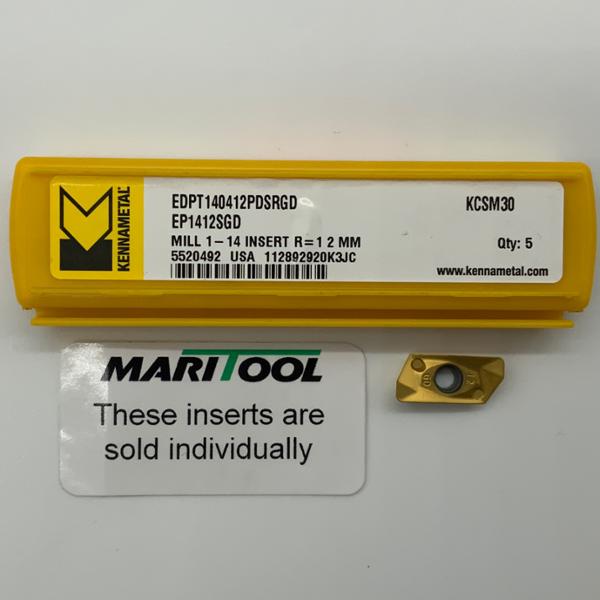 KENNAMETAL
EDPT140412PDSRGD
KCSM30
EP1412SGD
MILL 1-14 INSERT R=1 2 MM
Qty: 5
5520492 USA 112892920K3JC
www.kennametal.com
MARITOOL
These inserts are
sold individually